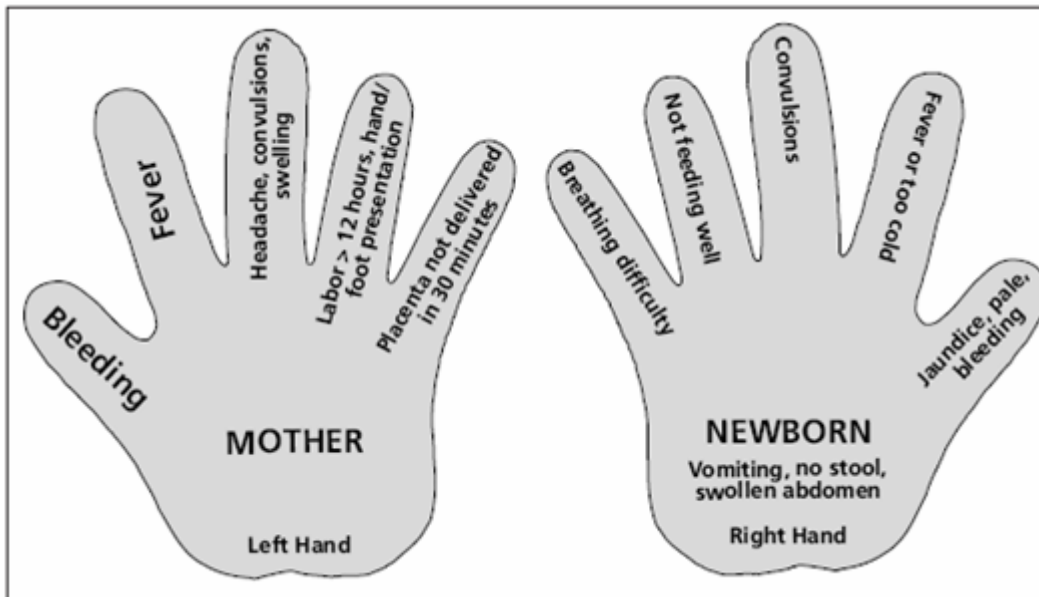 Bleeding
Fever
Headache, convulsions,
swelling
Labor > 12 hours, hand/
foot presentation
Placenta not delivered
in 30 minutes
MOTHER
Left Hand
Breathing difficulty
Not feeding well
Convulsions
Fever or too cold
Jaundice, pale,
bleeding
NEWBORN
Vomiting, no stool,
swollen abdomen
Right Hand